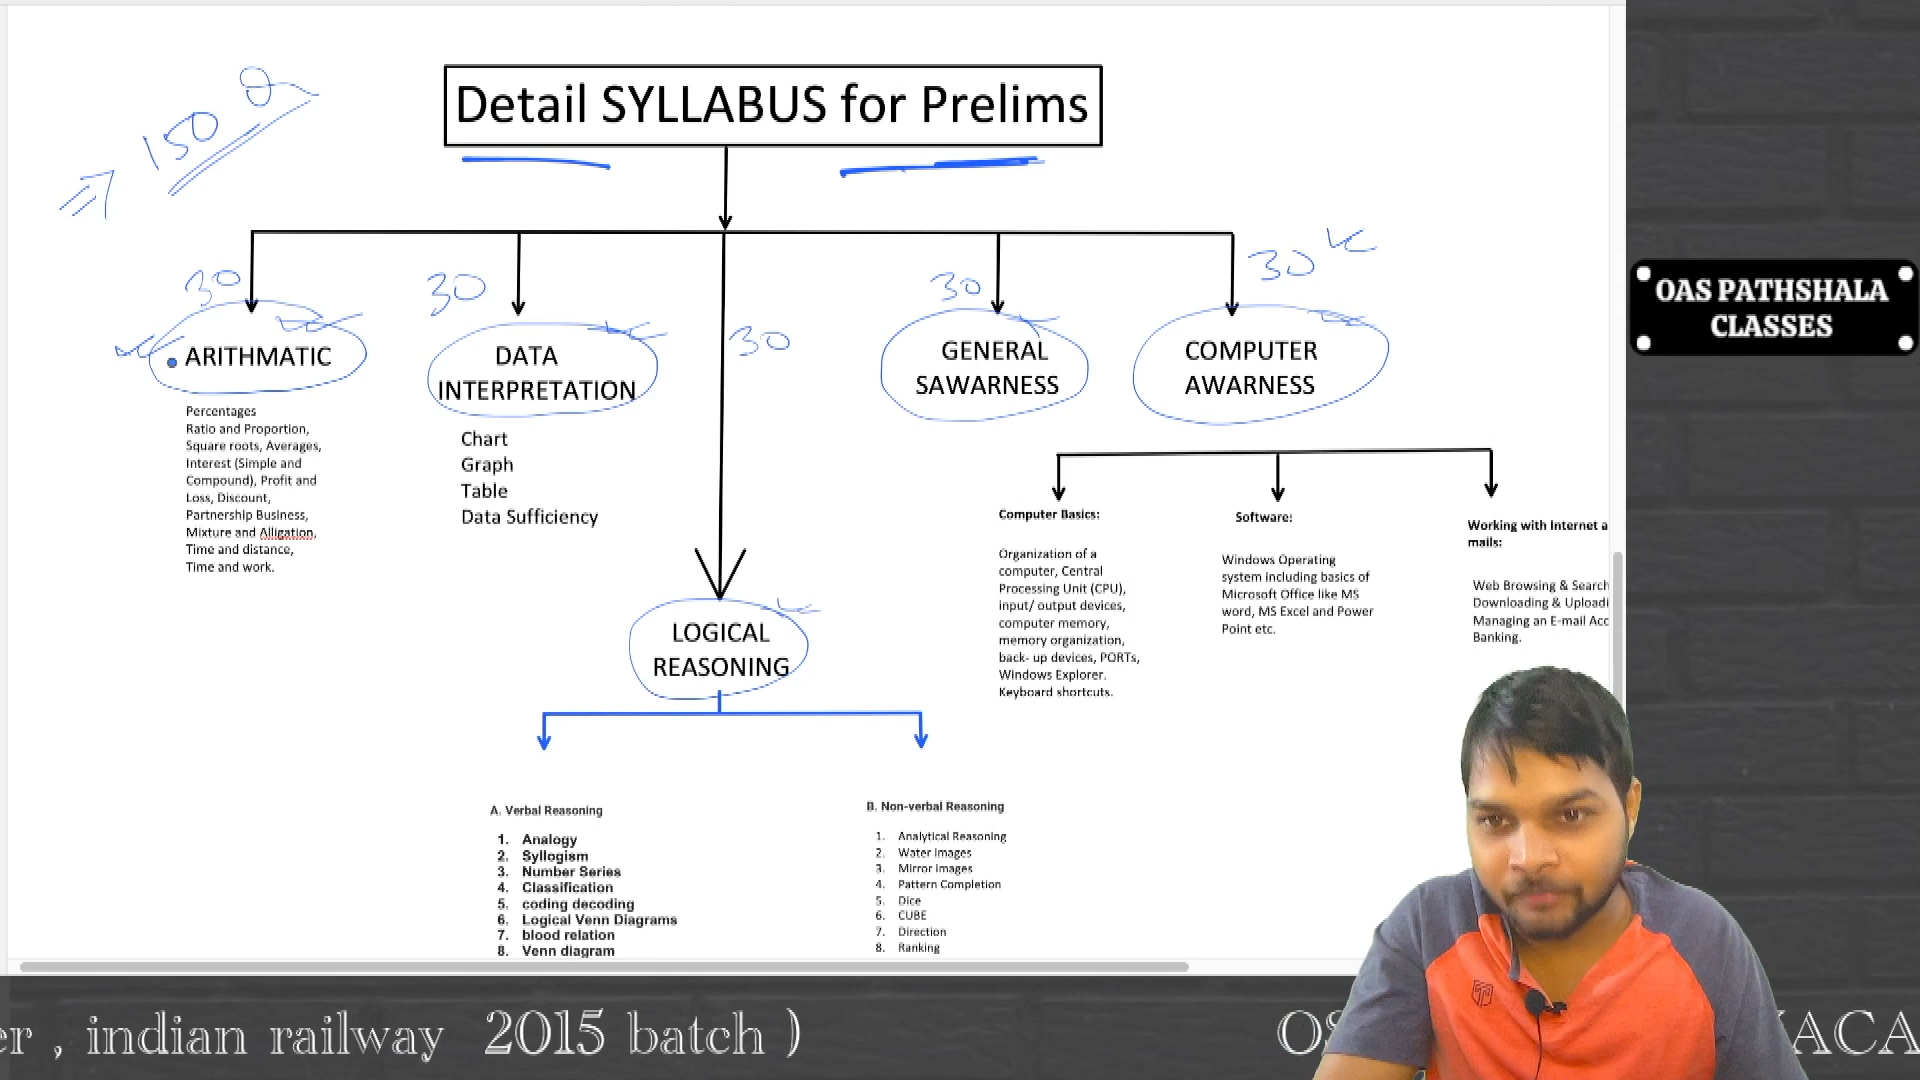 Detail SYLLABUS for Prelims
⇒ 150 Q
30
30
30
30
30
ARITHMATIC
Percentages
Ratio and Proportion,
Square roots, Averages,
Interest (Simple and
Compound), Profit and
Loss, Discount,
Partnership Business,
Mixture and Alligation,
Time and distance,
Time and work.
DATA
INTERPRETATION
Chart
Graph
Table
Data Sufficiency
GENERAL
SAWARNESS
COMPUTER
AWARNESS
Computer Basics:
Organization of a
computer, Central
Processing Unit (CPU),
input/ output devices,
computer memory,
memory organization,
back- up devices, PORTs,
Windows Explorer.
Keyboard shortcuts.
Software:
Windows Operating
system including basics of
Microsoft Office like MS
word, MS Excel and Power
Point etc.
Working with Internet a
mails:
Web Browsing & Search
Downloading & Uploadi
Managing an E-mail Acc
Banking.
LOGICAL
REASONING
A. Verbal Reasoning
1. Analogy
2. Syllogism
3. Number Series
4. Classification
5. coding decoding
6. Logical Venn Diagrams
7. blood relation
8. Venn diagram
B. Non-verbal Reasoning
1. Analytical Reasoning
2. Water Images
3. Mirror Images
4. Pattern Completion
5. Dice
6. CUBE
7. Direction
8. Ranking
OAS PATHSHALA
CLASSES
er , indian railway 2015 batch )